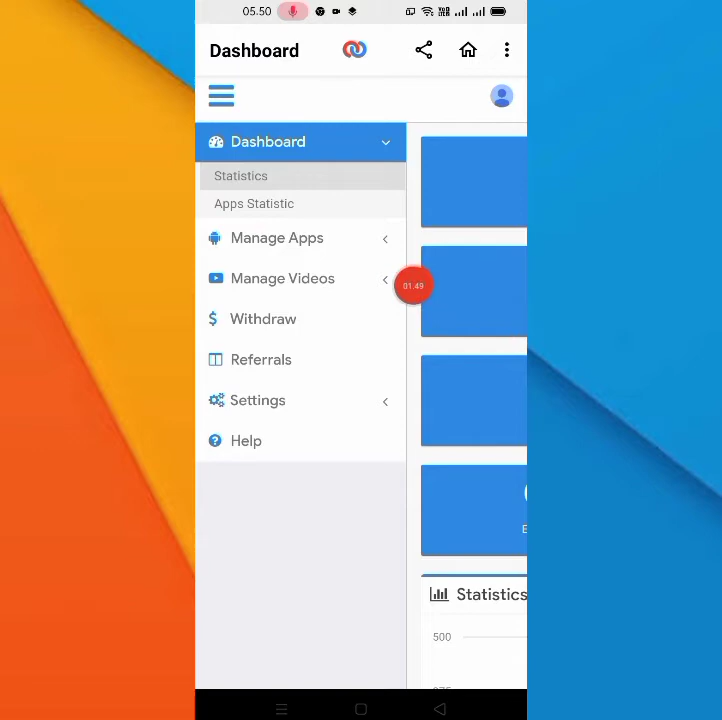 05.50
Dashboard
Dashboard
Statistics
Apps Statistic
Manage Apps
Manage Videos
01:49
Withdraw
Referrals
Settings
Help
Statistics
500